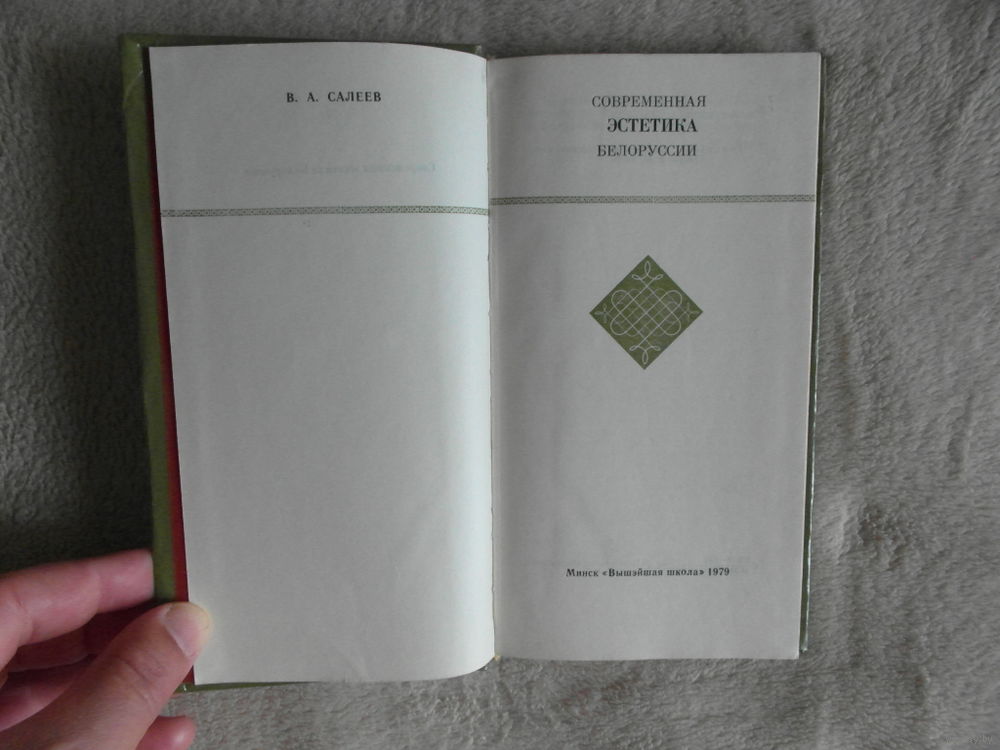 В. А. САЛЕЕВ
СОВРЕМЕННАЯ
ЭСТЕТИКА
БЕЛОРУССИИ
Минск «Вышэйшая школа» 1979